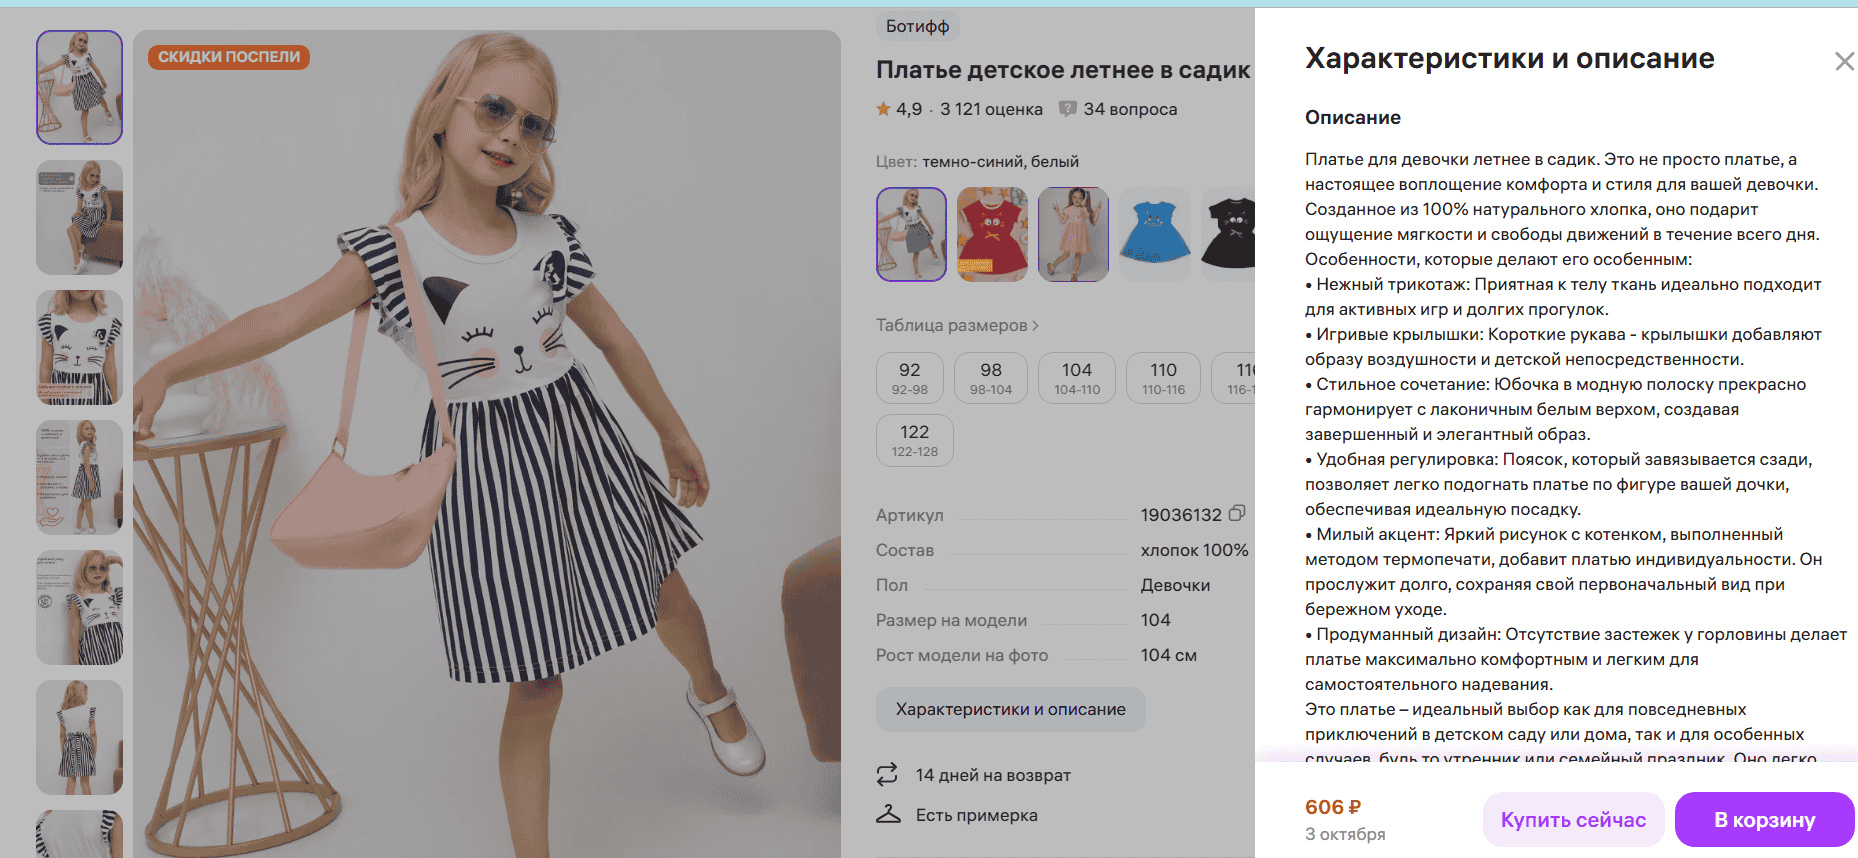 СКИДКИ ПОСПЕЛИ
Ботифф
Платье детское летнее в садик
4,9 · 3 121 оценка
34 вопроса
Цвет: темно-синий, белый
Таблица размеров
92
92-98
98
98-104
104
104-110
110
110-116
122
122-128
Артикул 19036132
Состав хлопок 100%
Пол Девочки
Размер на модели 104
Рост модели на фото 104 см
Характеристики и описание
14 дней на возврат
Есть примерка
Характеристики и описание
Описание
Платье для девочки летнее в садик. Это не просто платье, а
настоящее воплощение комфорта и стиля для вашей девочки.
Созданное из 100% натурального хлопка, оно подарит
ощущение мягкости и свободы движений в течение всего дня.
Особенности, которые делают его особенным:
• Нежный трикотаж: Приятная к телу ткань идеально подходит
для активных игр и долгих прогулок.
• Игривые крылышки: Короткие рукава - крылышки добавляют
образу воздушности и детской непосредственности.
• Стильное сочетание: Юбочка в модную полоску прекрасно
гармонирует с лаконичным белым верхом, создавая
завершенный и элегантный образ.
• Удобная регулировка: Поясок, который завязывается сзади,
позволяет легко подогнать платье по фигуре вашей дочки,
обеспечивая идеальную посадку.
• Милый акцент: Яркий рисунок с котенком, выполненный
методом термопечати, добавит платью индивидуальности. Он
прослужит долго, сохраняя свой первоначальный вид при
бережном уходе.
• Продуманный дизайн: Отсутствие застежек у горловины делает
платье максимально комфортным и легким для
самостоятельного надевания.
Это платье – идеальный выбор как для повседневных
приключений в детском саду или дома, так и для особенных
случаев, будь то утренник или семейный праздник. Оно легко
606 ₽
3 октября
Купить сейчас
В корзину